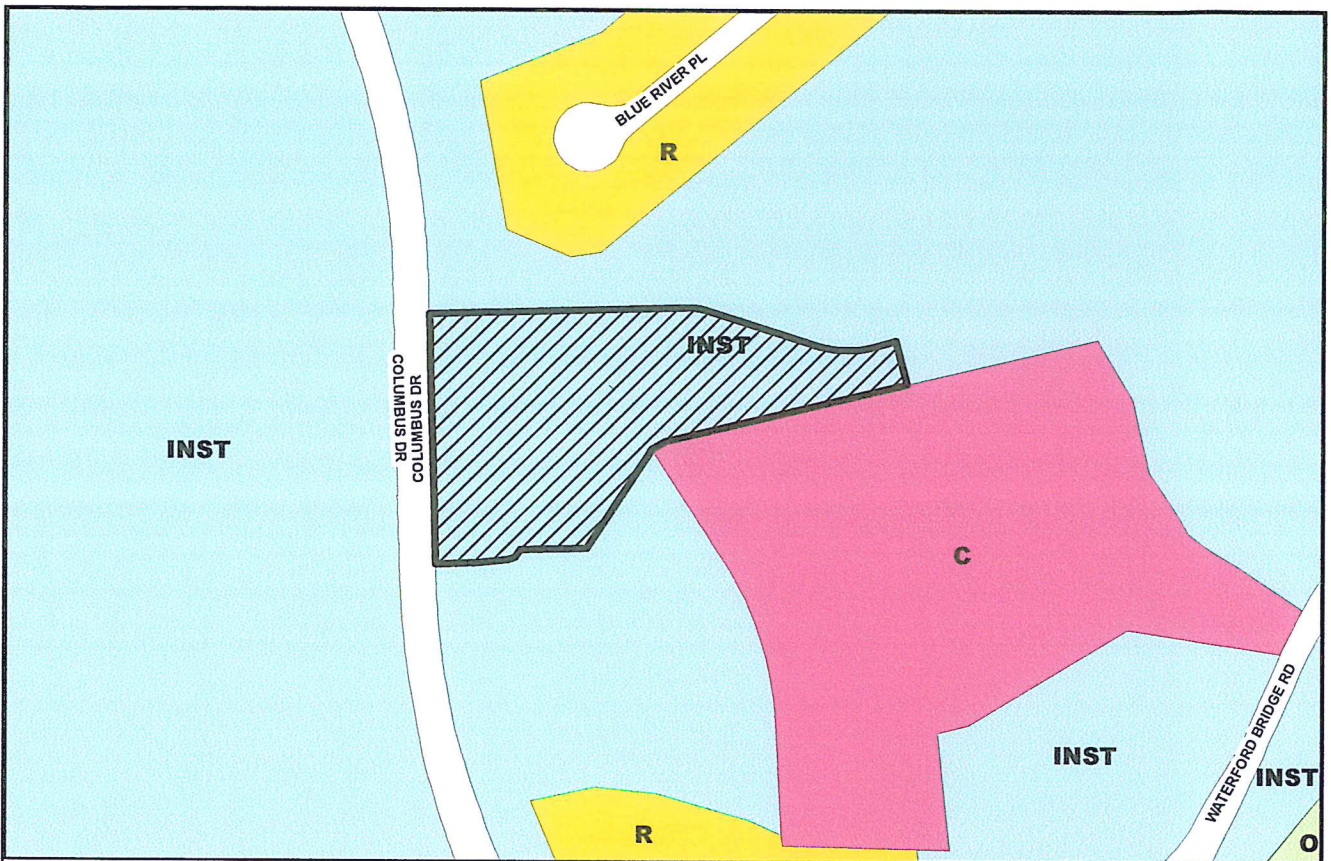 BLUE RIVER PL
R
INST
COLUMBUS DR
COLUMBUS DR
INST
C
INST
WATERFORD BRIDGE RD
INST
R
O